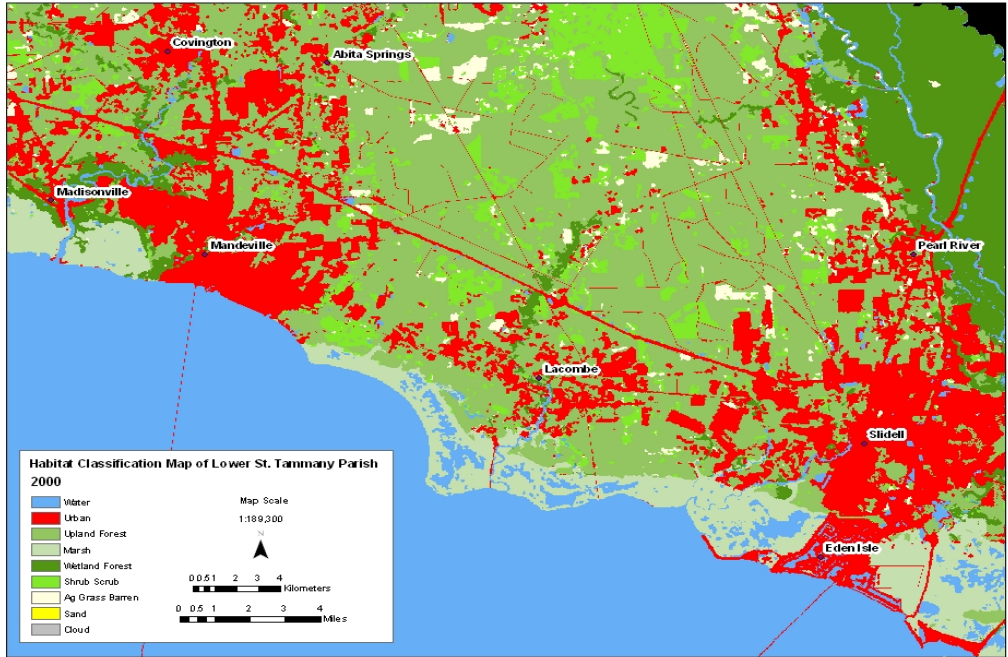 Covington
Abita Springs
Madisonville
Mandeville
Pearl River
Lacombe
Slidell
Eden Isle
Habitat Classification Map of Lower St. Tammany Parish
2000
Water
Urban
Upland Forest
Marsh
Wetland Forest
Shrub Scrub
Ag Grass Barren
Sand
Cloud
Map Scale
1:189,300
N
0 0.5 1 2 3 4
Kilometers
0 0.5 1 2 3 4
Miles